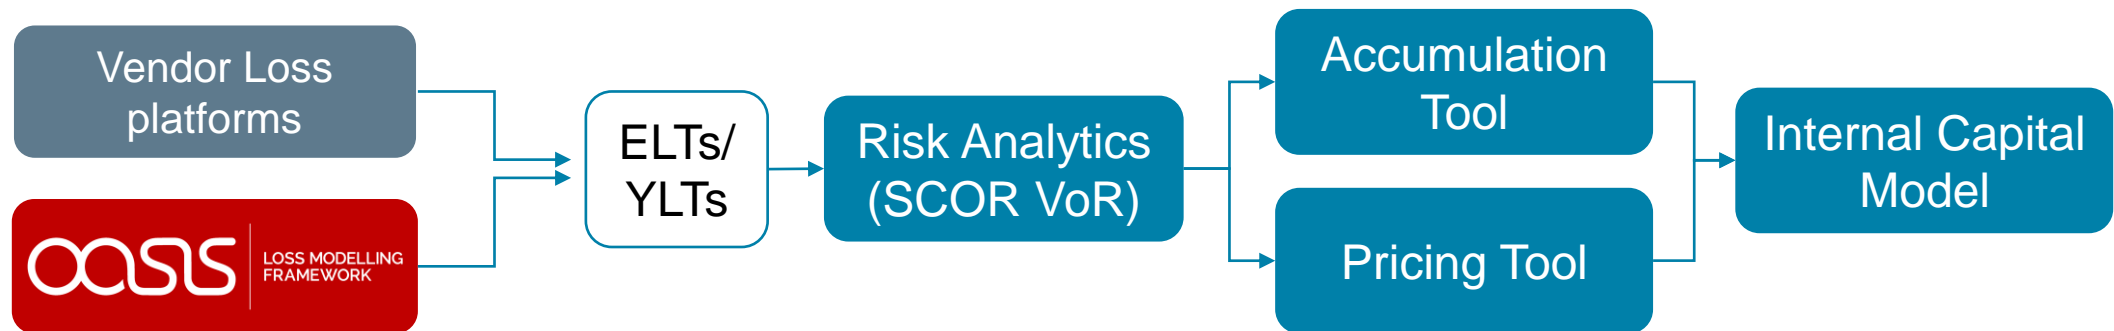 Vendor Loss
platforms
OASIS
LOSS MODELLING
FRAMEWORK
ELTs/
YLTs
Risk Analytics
(SCOR VoR)
Accumulation
Tool
Pricing Tool
Internal Capital
Model